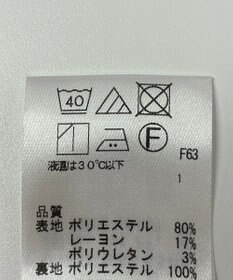 40
F
液温は30℃以下
F63
1
品質
表地 ポリエステル 80%
レーヨン 17%
ポリウレタン 3%
裏地 ポリエステル 100%